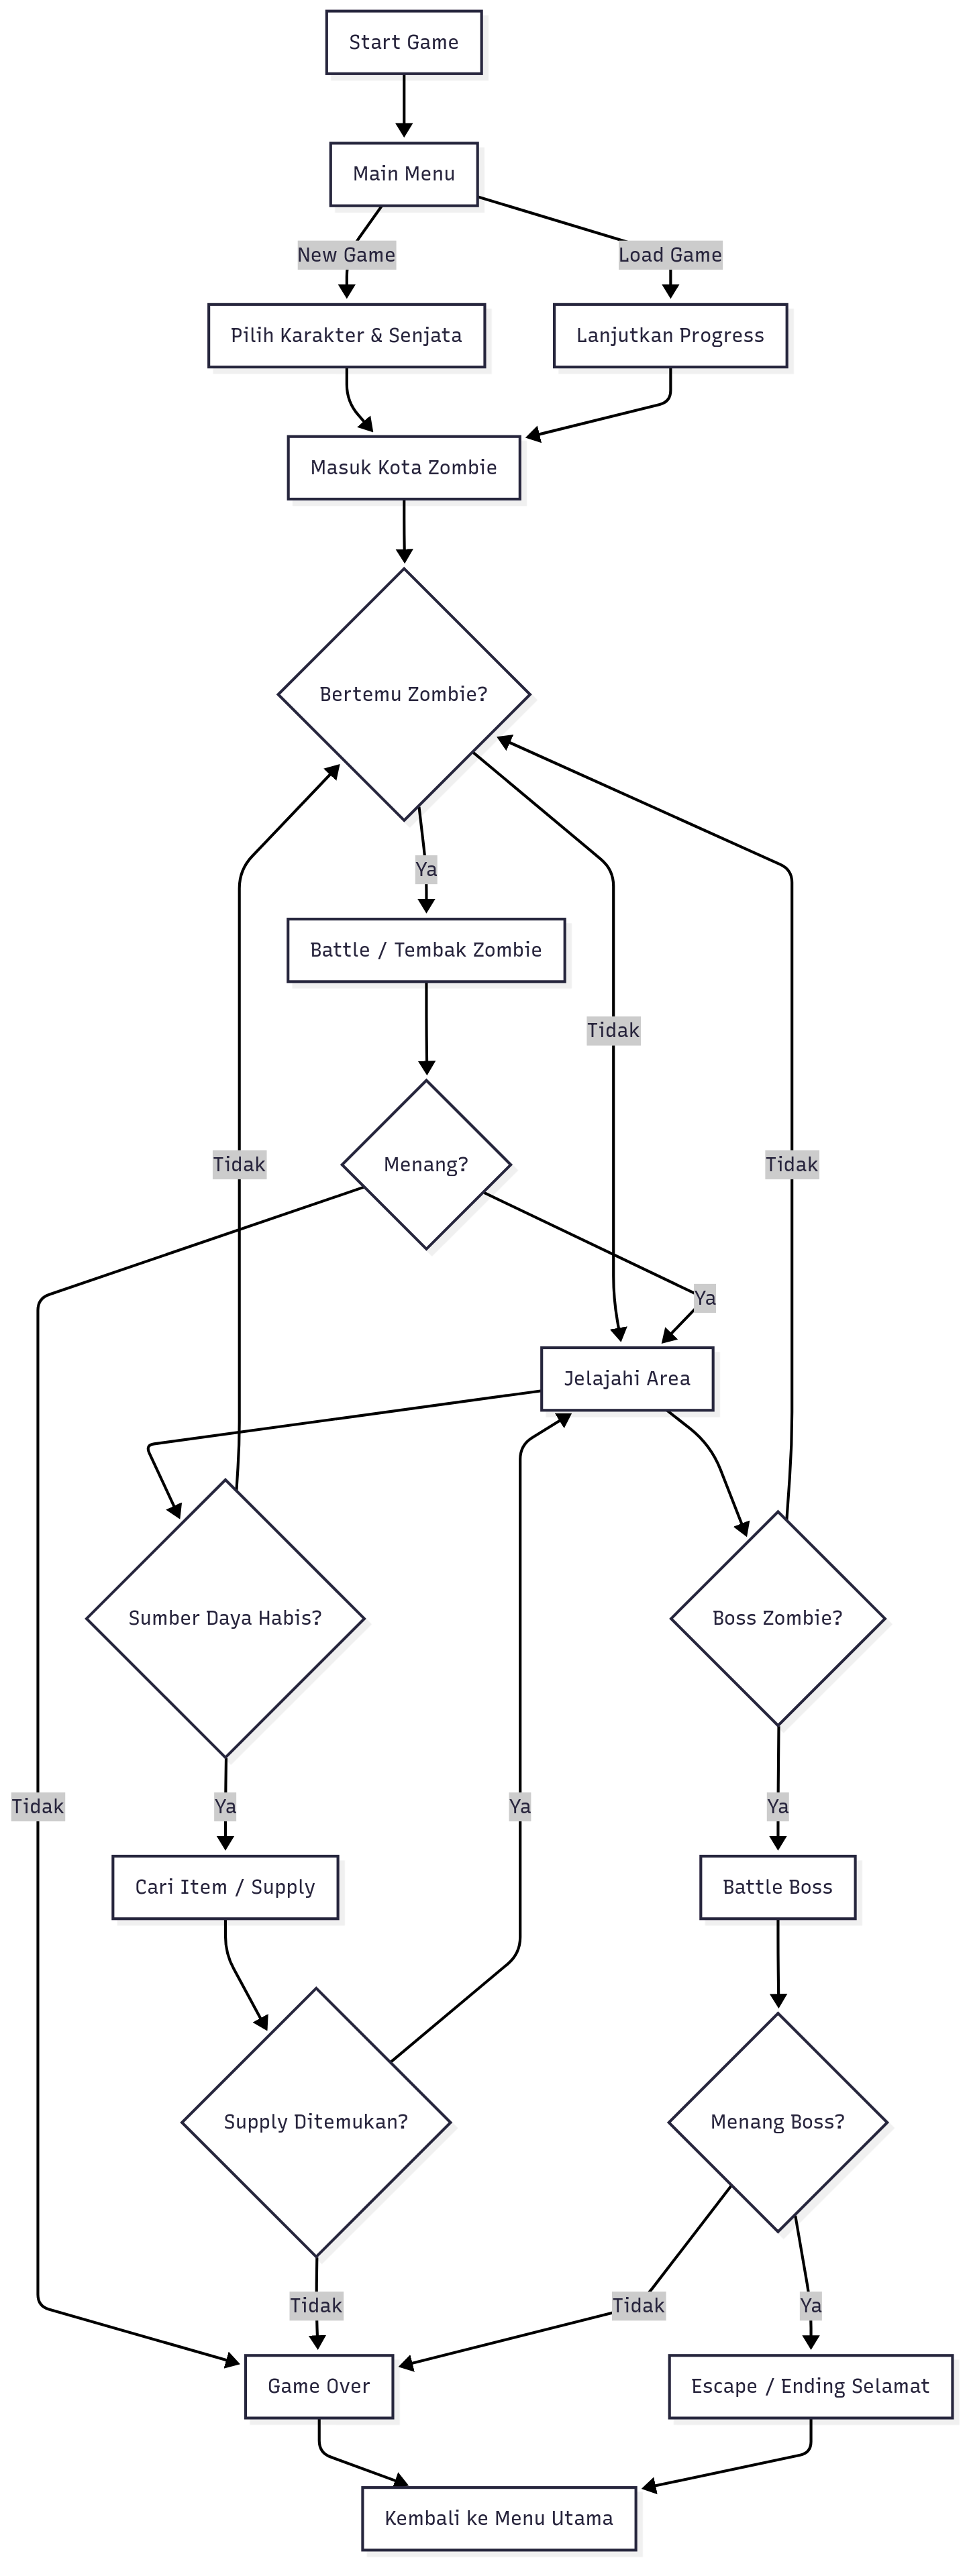 Start Game
Main Menu
New Game
Load Game
Pilih Karakter & Senjata
Lanjutkan Progress
Masuk Kota Zombie
Bertemu Zombie?
Ya
Battle / Tembak Zombie
Tidak
Menang?
Tidak
Tidak
Ya
Jelajahi Area
Sumber Daya Habis?
Boss Zombie?
Tidak
Ya
Ya
Ya
Cari Item / Supply
Battle Boss
Supply Ditemukan?
Menang Boss?
Tidak
Tidak
Ya
Game Over
Escape / Ending Selamat
Kembali ke Menu Utama